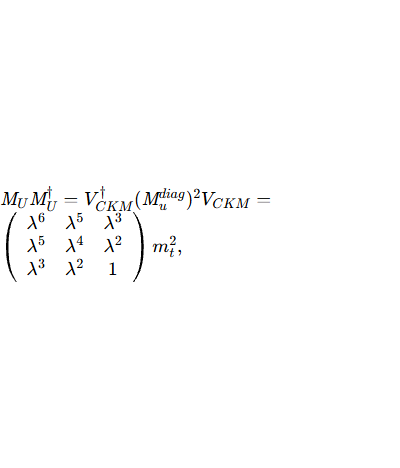 M_U M_U^† = V_{CKM}^† (M_u^{diag})^2 V_{CKM} =
( λ^6 λ^5 λ^3
λ^5 λ^4 λ^2
λ^3 λ^2 1 ) m_t^2,